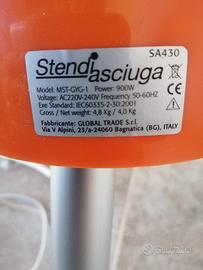 SA430
Stendi asciuga
Model: MST-GYG-1 Power: 900W
Voltage: AC220V-240V Frequency 50-60HZ
Exe Standard: IEC60335-2-30:2001
Gross / Net weight: 4,8 Kg / 4,0 Kg
Fabbricante: GLOBAL TRADE S.r.l.
Via V Alpini, 23/a-24060 Bagnatica (BG), ITALY